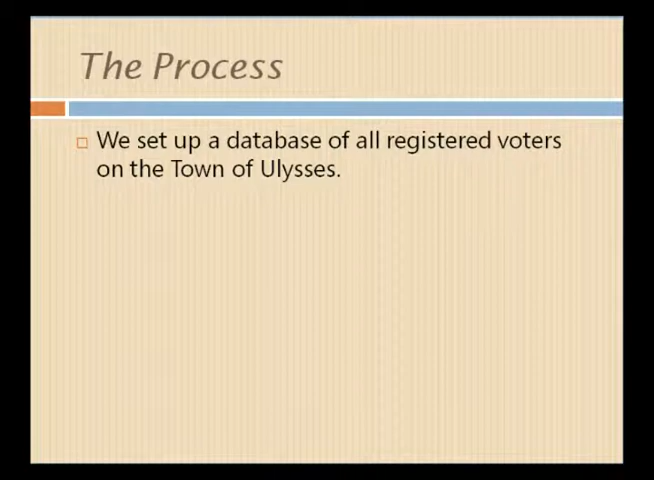 The Process
We set up a database of all registered voters
on the Town of Ulysses.